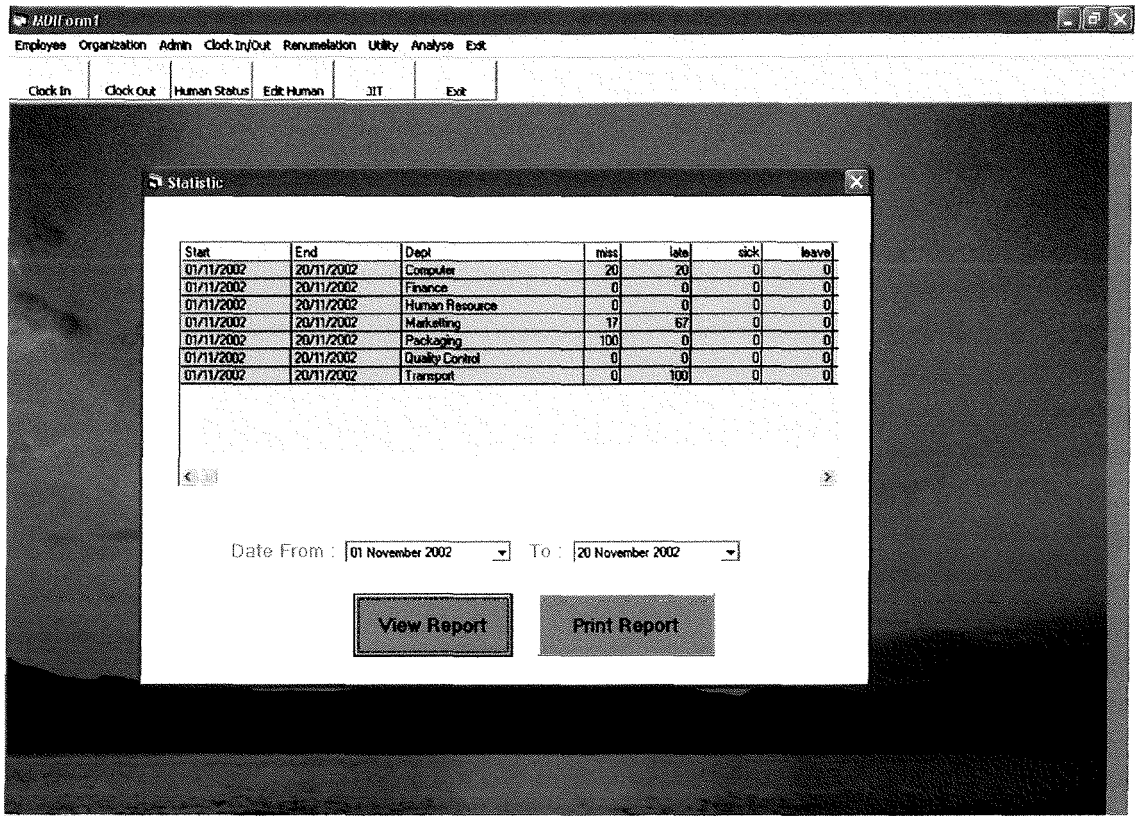 MDIForm1
Employee Organization Admin Clock In/Out Renumelation Utility Analyse Exit
Clock In Clock Out Human Status Edit Human JIT Exit
Statistic
Start End Dept miss late sick leave
01/11/2002 20/11/2002 Computer 20 20 0 0
01/11/2002 20/11/2002 Finance 0 0 0 0
01/11/2002 20/11/2002 Human Resource 0 0 0 0
01/11/2002 20/11/2002 Marketting 17 67 0 0
01/11/2002 20/11/2002 Packaging 100 0 0 0
01/11/2002 20/11/2002 Quality Control 0 0 0 0
01/11/2002 20/11/2002 Transport 0 100 0 0
Date From : 01 November 2002 To : 20 November 2002
View Report Print Report